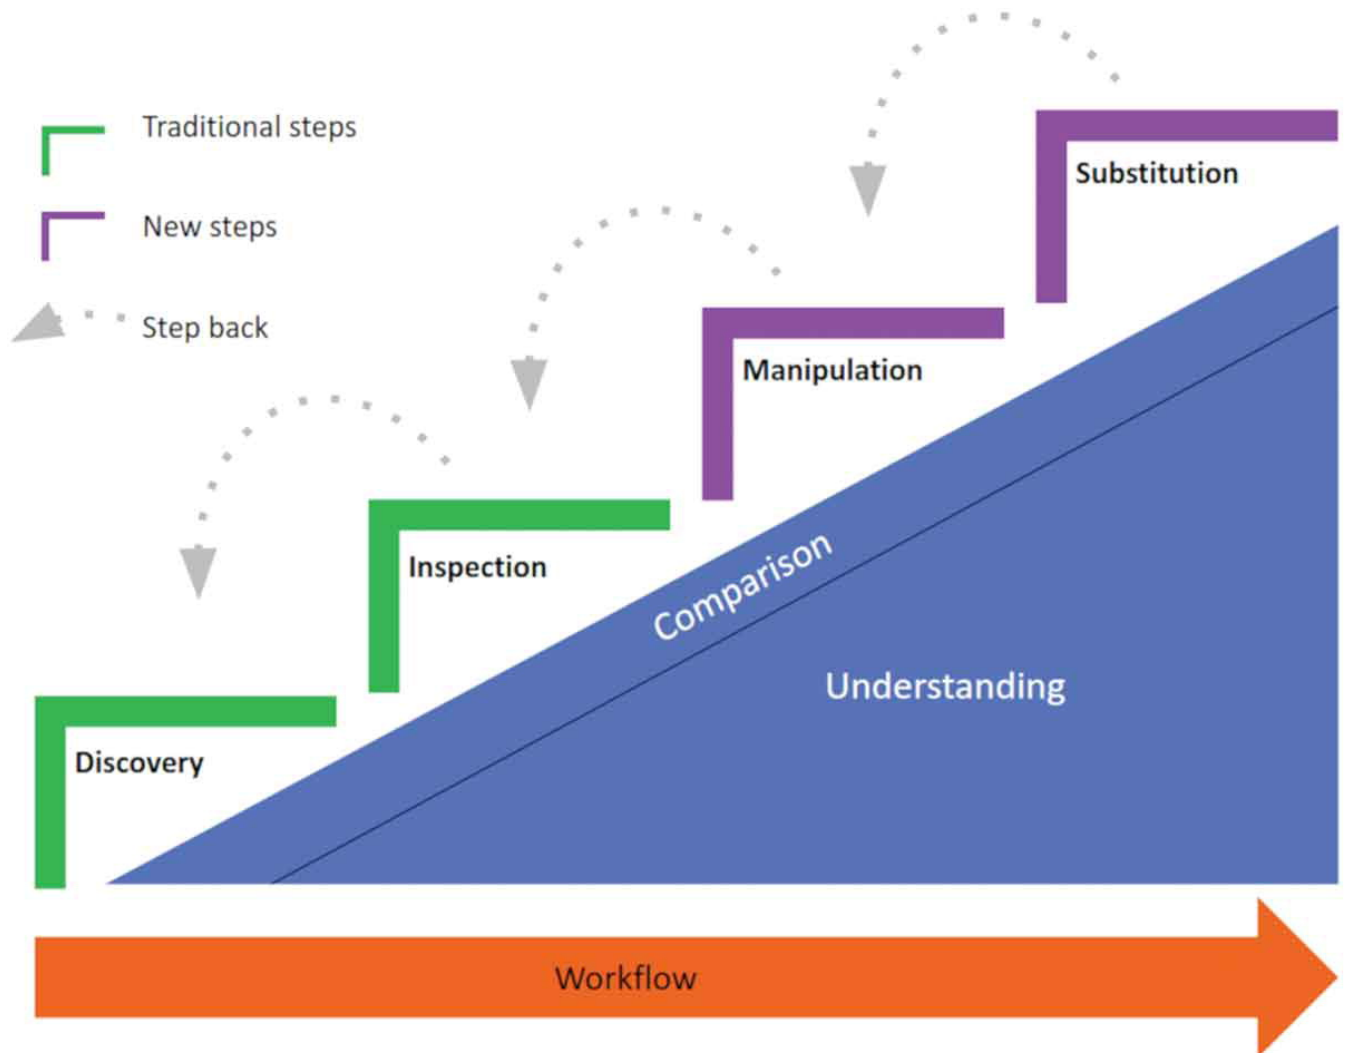 Traditional steps
New steps
Step back
Substitution
Manipulation
Inspection
Discovery
Comparison
Understanding
Workflow